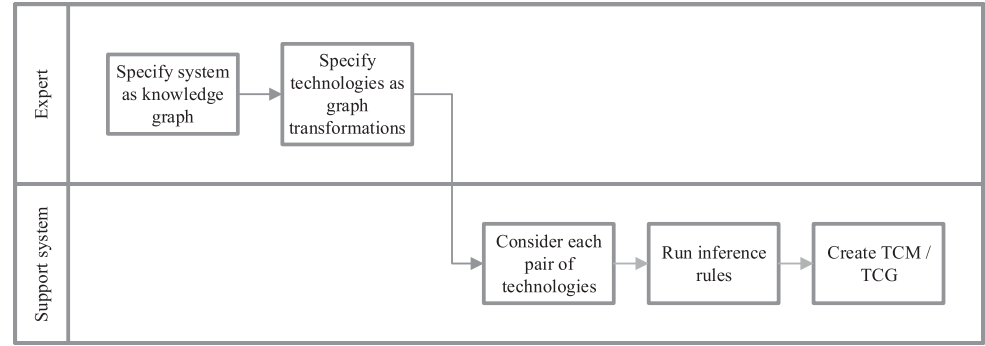 Expert
Specify system
as knowledge
graph
Specify
technologies as
graph
transformations
Support system
Consider each
pair of
technologies
Run inference
rules
Create TCM /
TCG